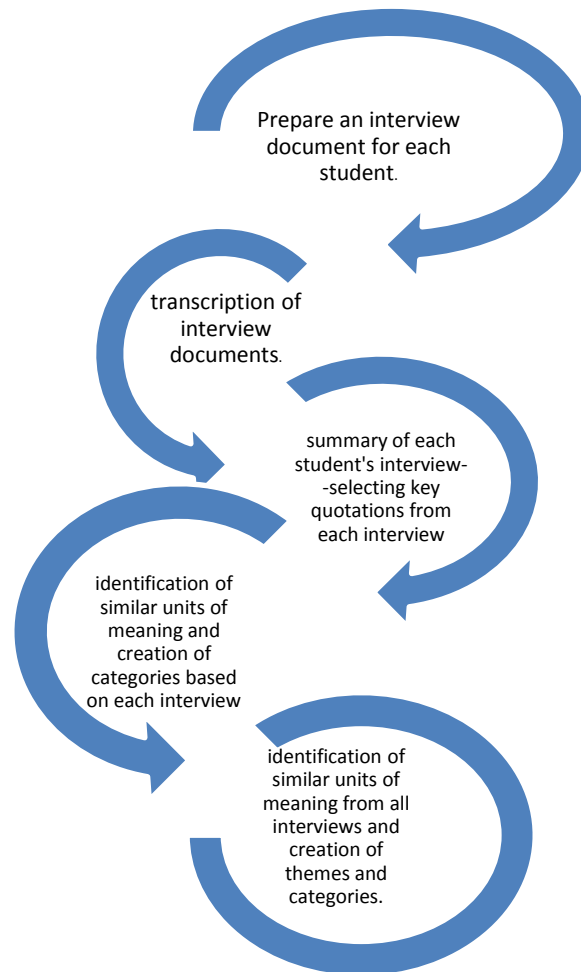 Prepare an interview
document for each
student.
transcription of
interview
documents.
summary of each
student's interview-
-selecting key
quotations from
each interview
identification of
similar units of
meaning and
creation of
categories based
on each interview
identification of
similar units of
meaning from all
interviews and
creation of
themes and
categories.